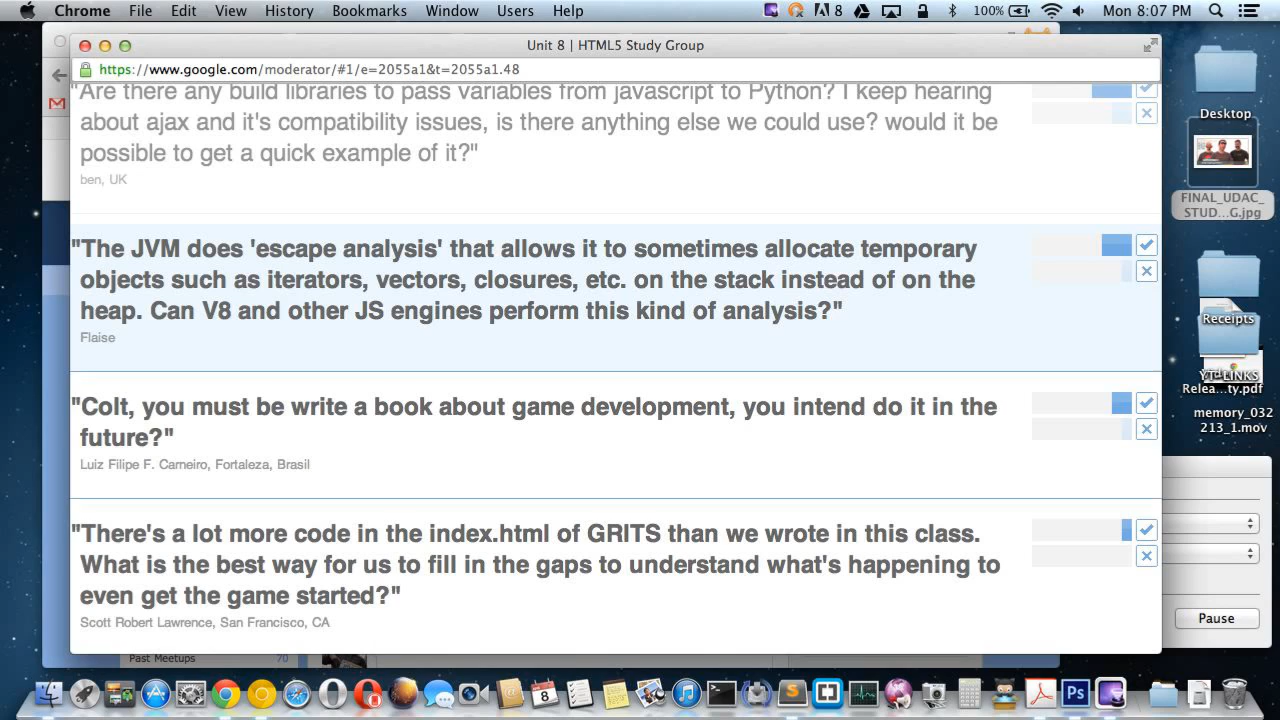 Chrome File Edit View History Bookmarks Window Users Help 8 100% Mon 8:07 PM
Unit 8 | HTML5 Study Group
https://www.google.com/moderator/#1/e=2055a1&t=2055a1.48
"Are there any build libraries to pass variables from javascript to Python? I keep hearing
about ajax and it's compatibility issues, is there anything else we could use? would it be
possible to get a quick example of it?"
ben, UK
"The JVM does 'escape analysis' that allows it to sometimes allocate temporary
objects such as iterators, vectors, closures, etc. on the stack instead of on the
heap. Can V8 and other JS engines perform this kind of analysis?"
Flaise
"Colt, you must be write a book about game development, you intend do it in the
future?"
Luiz Filipe F. Carneiro, Fortaleza, Brasil
"There's a lot more code in the index.html of GRITS than we wrote in this class.
What is the best way for us to fill in the gaps to understand what's happening to
even get the game started?"
Scott Robert Lawrence, San Francisco, CA
Past Meetups 70
Desktop
FINAL_UDAC_
STUD...G.jpg
Receipts
YT-LINKS
Relea...ty.pdf
memory_032
213_1.mov
Pause
8
Ps